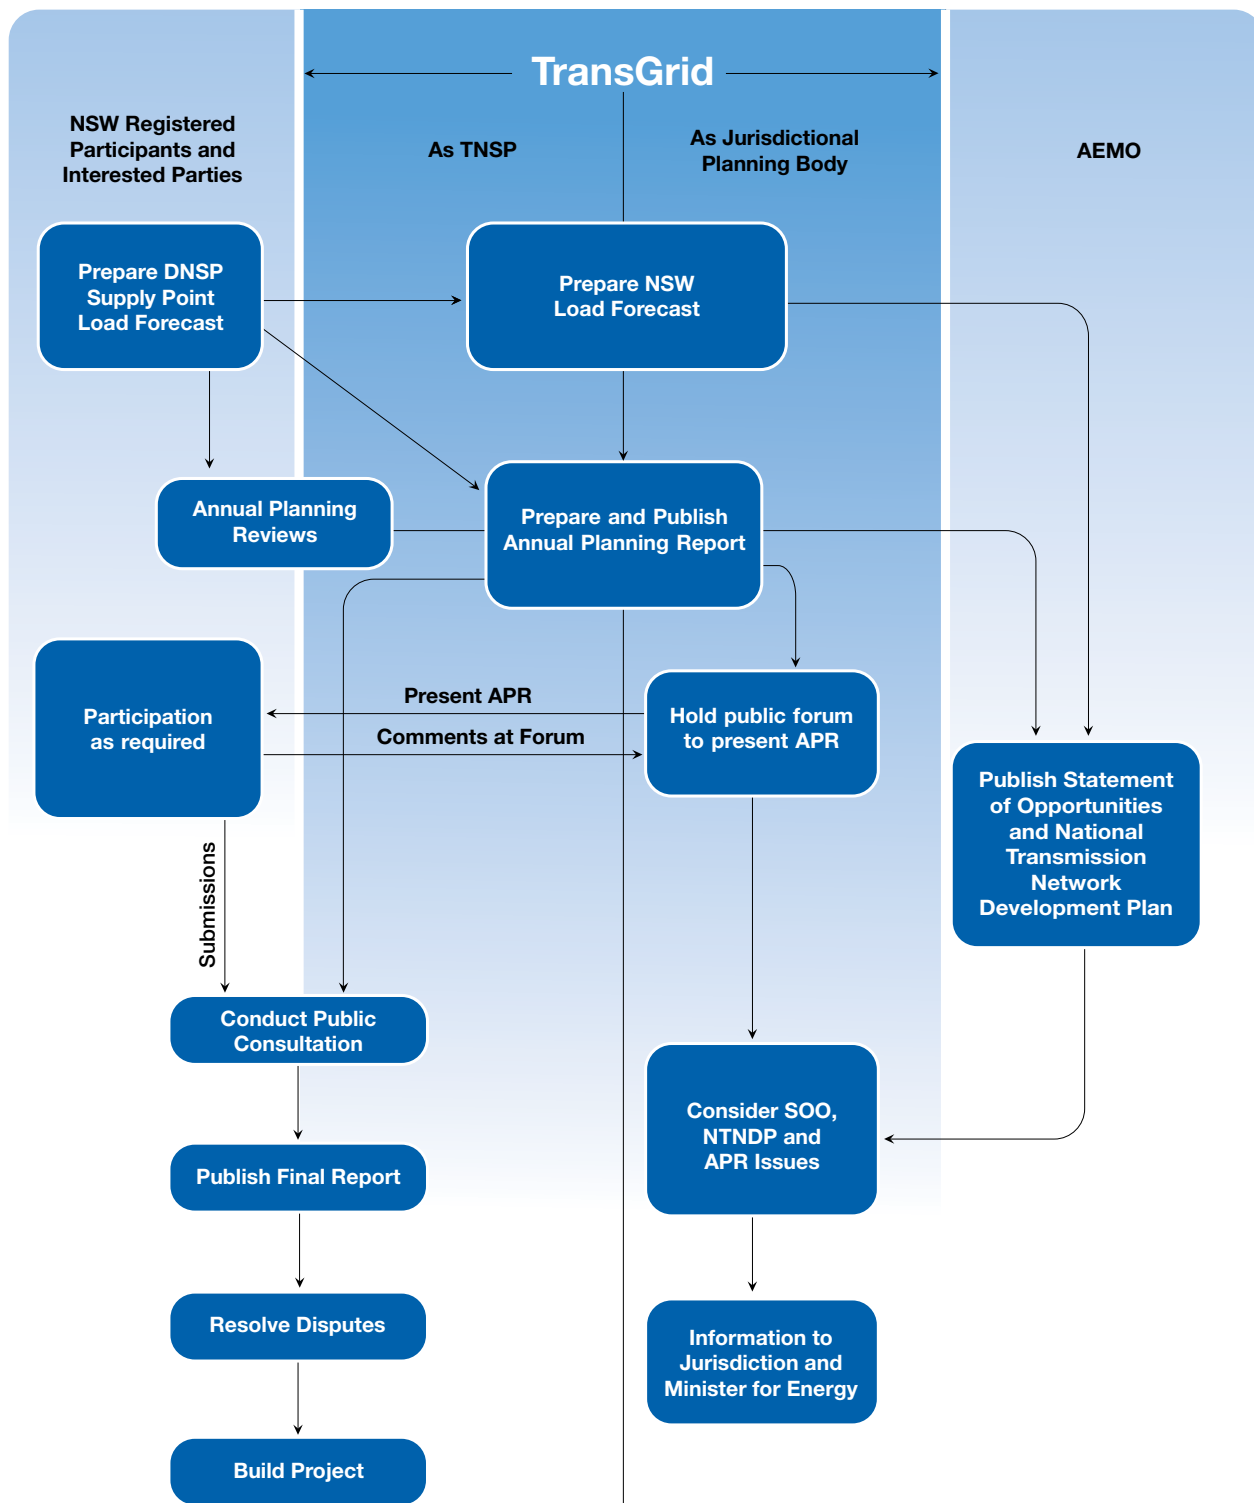 TransGrid
NSW Registered
Participants and
Interested Parties
As TNSP
As Jurisdictional
Planning Body
AEMO
Prepare DNSP
Supply Point
Load Forecast
Prepare NSW
Load Forecast
Annual Planning
Reviews
Prepare and Publish
Annual Planning Report
Participation
as required
Present APR
Comments at Forum
Hold public forum
to present APR
Publish Statement
of Opportunities
and National
Transmission
Network
Development Plan
Submissions
Conduct Public
Consultation
Consider SOO,
NTNDP and
APR Issues
Publish Final Report
Resolve Disputes
Information to
Jurisdiction and
Minister for Energy
Build Project